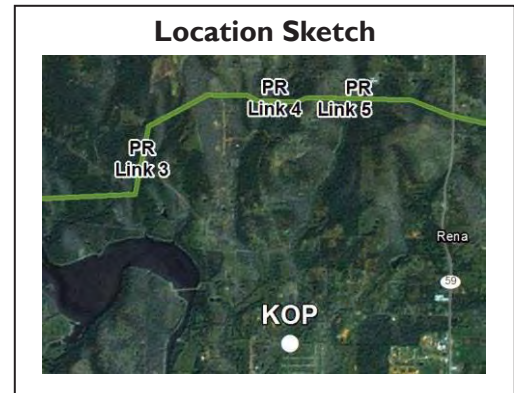 Location Sketch
PR
Link 3
PR
Link 4
PR
Link 5
Rena
59
KOP